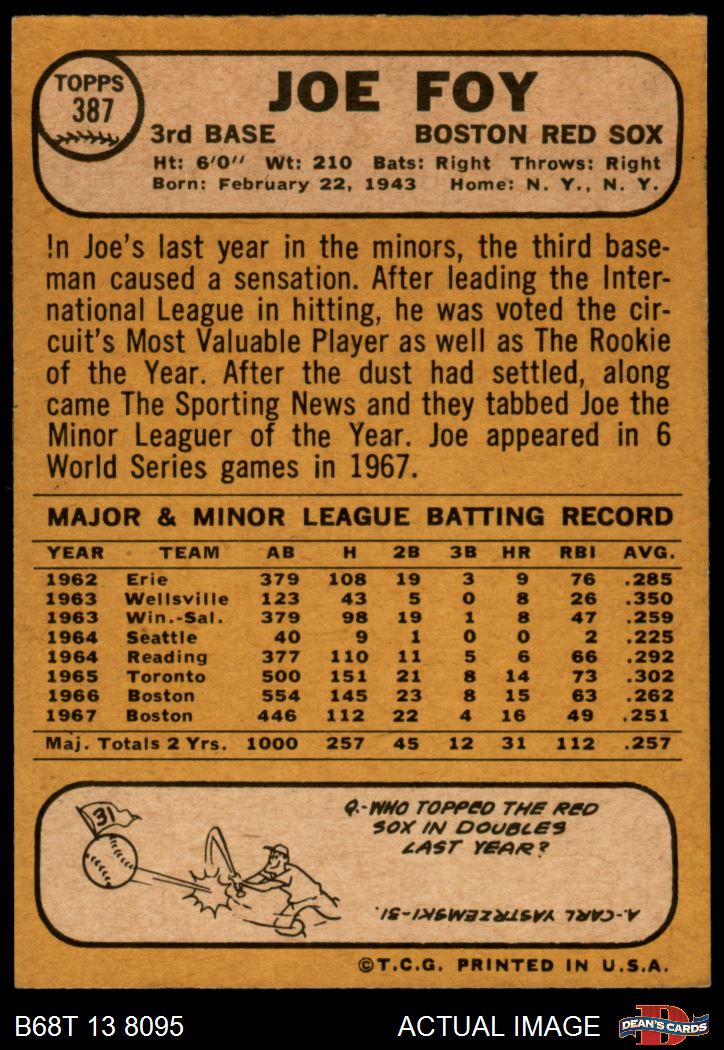 TOPPS
387
JOE FOY
3rd BASE BOSTON RED SOX
Ht: 6'0" Wt: 210 Bats: Right Throws: Right
Born: February 22, 1943 Home: N. Y., N. Y.
!n Joe's last year in the minors, the third base-
man caused a sensation. After leading the Inter-
national League in hitting, he was voted the cir-
cuit's Most Valuable Player as well as The Rookie
of the Year. After the dust had settled, along
came The Sporting News and they tabbed Joe the
Minor Leaguer of the Year. Joe appeared in 6
World Series games in 1967.
MAJOR & MINOR LEAGUE BATTING RECORD
YEAR TEAM AB H 2B 3B HR RBI AVG.
1962 Erie 379 108 19 3 9 76 .285
1963 Wellsville 123 43 5 0 8 26 .350
1963 Win.-Sal. 379 98 19 1 8 47 .259
1964 Seattle 40 9 1 0 0 2 .225
1964 Reading 377 110 11 5 6 66 .292
1965 Toronto 500 151 21 8 14 73 .302
1966 Boston 554 145 23 8 15 63 .262
1967 Boston 446 112 22 4 16 49 .251
Maj. Totals 2 Yrs. 1000 257 45 12 31 112 .257
31
Q.-WHO TOPPED THE RED
SOX IN DOUBLES
LAST YEAR?
A.-CARL YASTRZEMSKI-31.
©T.C.G. PRINTED IN U.S.A.
B68T 13 8095 ACTUAL IMAGE
D
DEAN'S CARDS